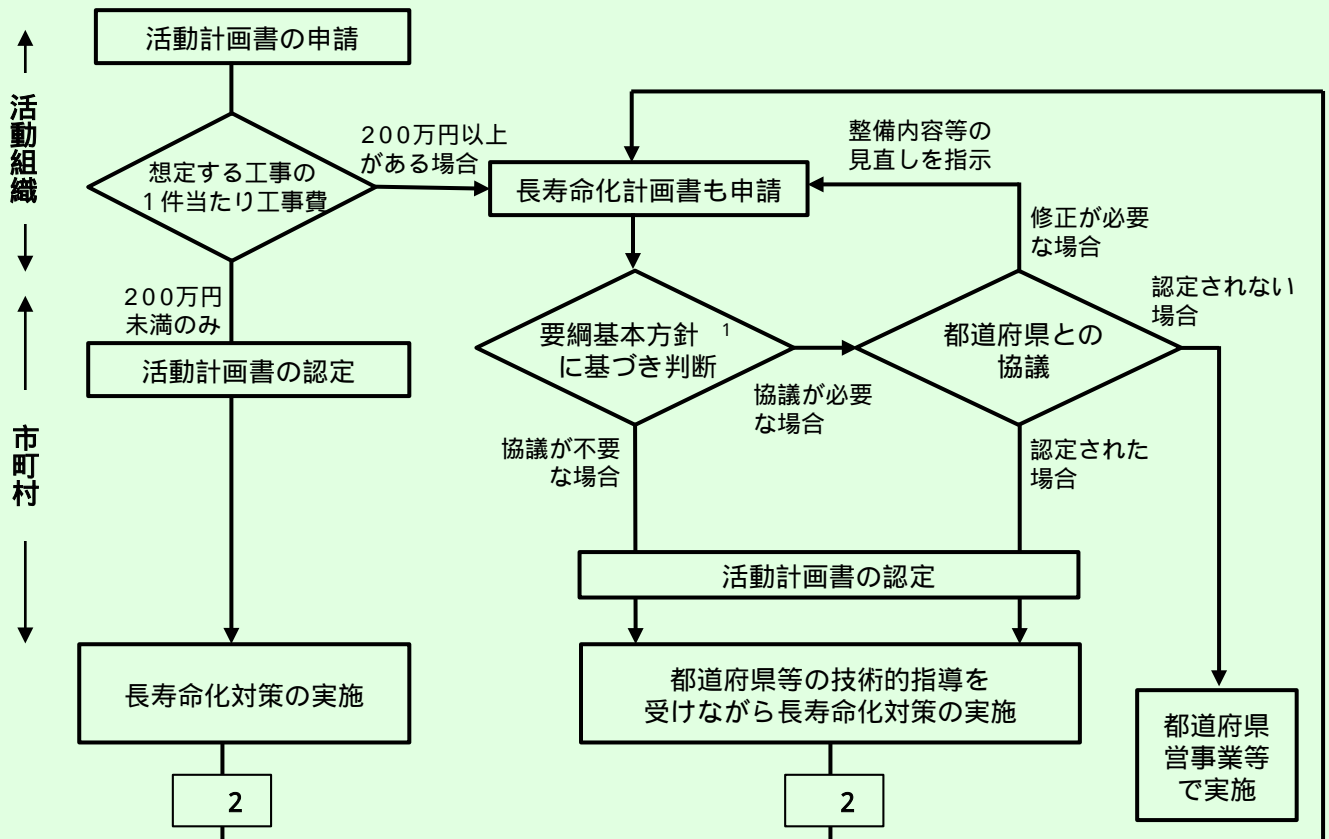 活動計画書の申請
活動組織
想定する工事の
1件当たり工事費
200万円以上
がある場合
長寿命化計画書も申請
整備内容等の
見直しを指示
修正が必要
な場合
200万円
未満のみ
市町村
活動計画書の認定
要綱基本方針 1
に基づき判断
協議が必要
な場合
都道府県との
協議
認定されない
場合
協議が不要
な場合
認定された
場合
活動計画書の認定
長寿命化対策の実施
都道府県等の技術的指導を
受けながら長寿命化対策の実施
都道府県
営事業等
で実施
2
2